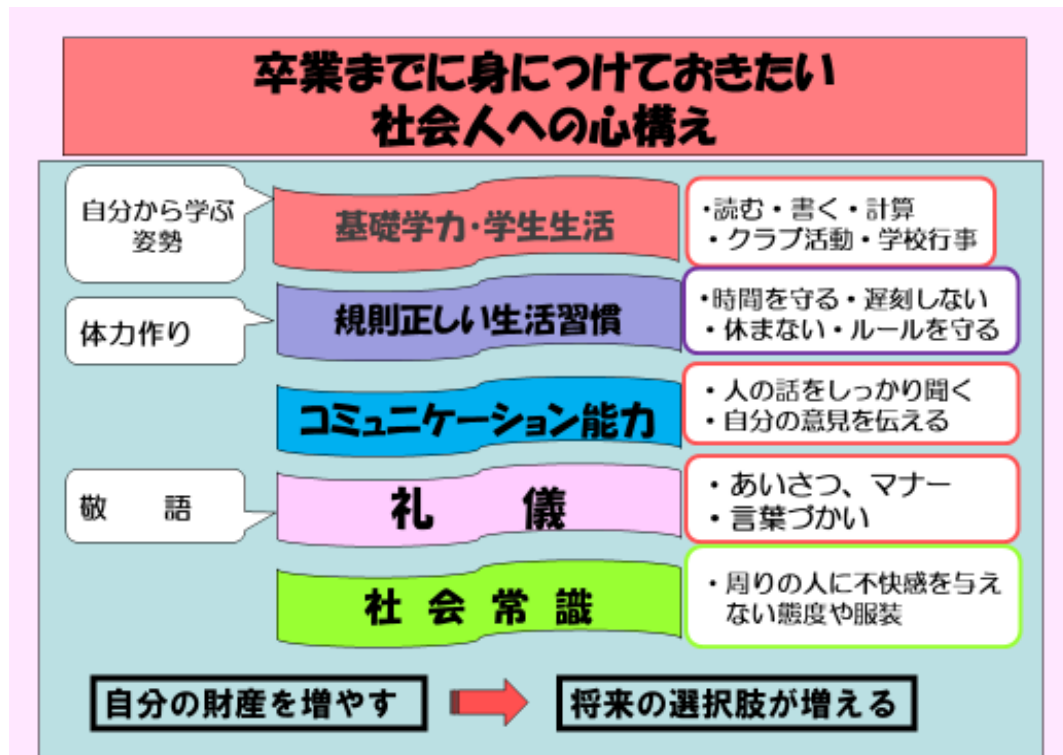 卒業までに身につけておきたい
社会人への心構え
自分から学ぶ
姿勢
基礎学力・学生生活
・読む・書く・計算
・クラブ活動・学校行事
体力作り
規則正しい生活習慣
・時間を守る・遅刻しない
・休まない・ルールを守る
コミュニケーション能力
・人の話をしっかり聞く
・自分の意見を伝える
敬　語
礼　儀
・あいさつ、マナー
・言葉づかい
社会常識
・周りの人に不快感を与え
ない態度や服装
自分の財産を増やす
将来の選択肢が増える